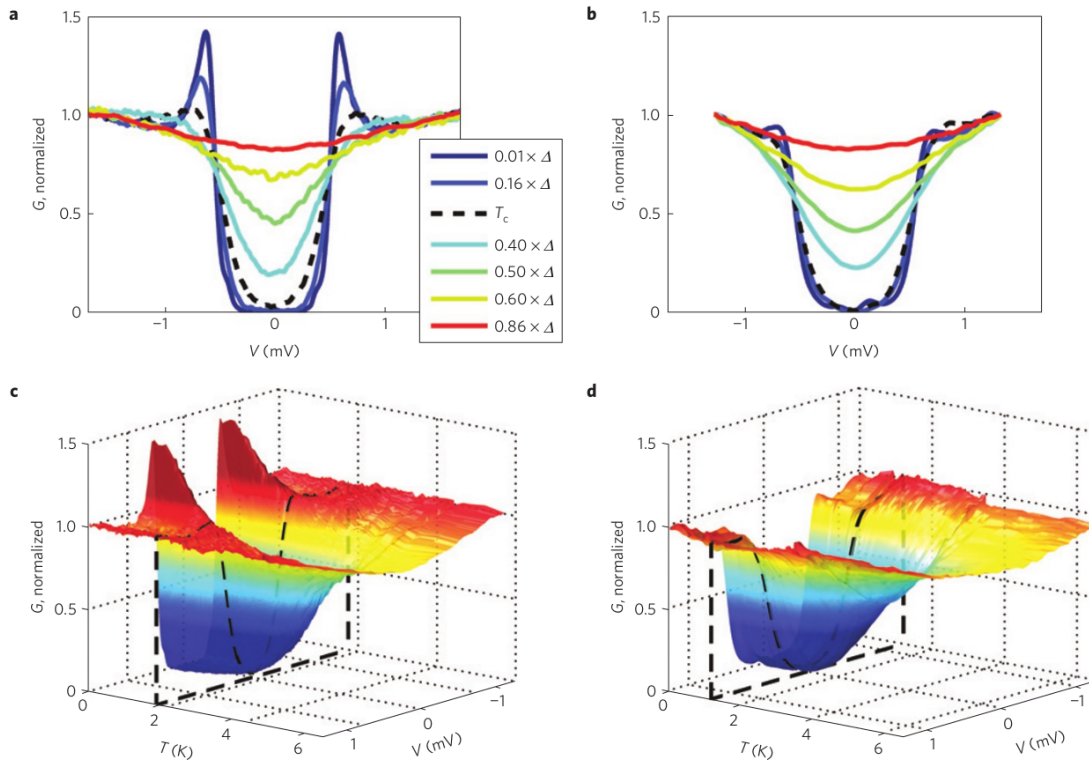 a
1.5
1.0
0.5
0
G, normalized
−1
0
1
V (mV)
0.01 × Δ
0.16 × Δ
Tc
0.40 × Δ
0.50 × Δ
0.60 × Δ
0.86 × Δ
b
1.5
1.0
0.5
0
G, normalized
−1
0
1
V (mV)
c
1.5
1.0
0.5
0
G, normalized
0
2
4
6
T (K)
1
0
−1
V (mV)
d
1.5
1.0
0.5
0
G, normalized
0
2
4
6
T (K)
1
0
−1
V (mV)